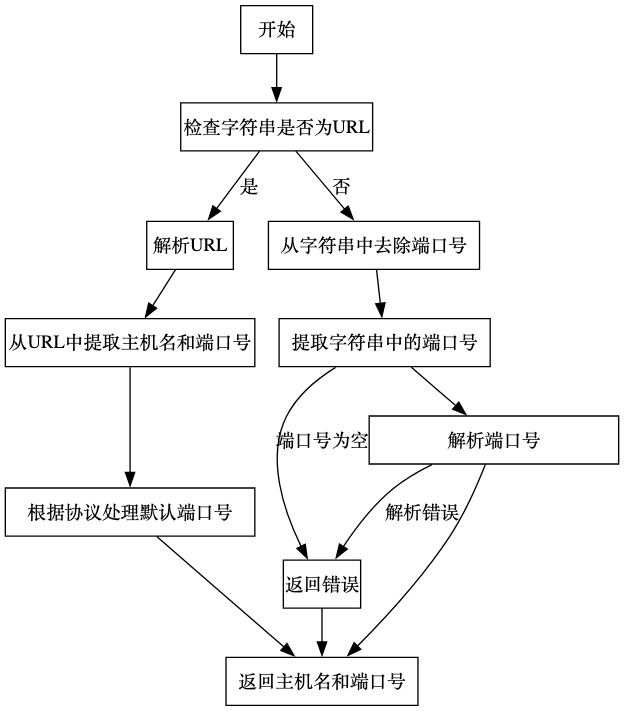 开始
检查字符串是否为URL
是
否
解析URL
从字符串中去除端口号
从URL中提取主机名和端口号
提取字符串中的端口号
端口号为空
解析端口号
根据协议处理默认端口号
解析错误
返回错误
返回主机名和端口号